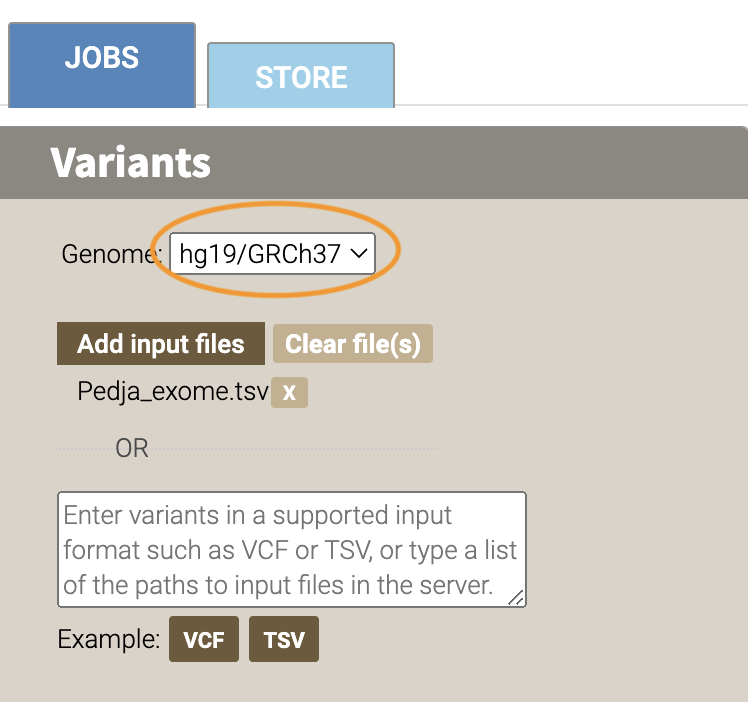 JOBS
STORE
Variants
Genome: hg19/GRCh37
Add input files Clear file(s)
Pedja_exome.tsv X
OR
Enter variants in a supported input
format such as VCF or TSV, or type a list
of the paths to input files in the server.
Example: VCF TSV